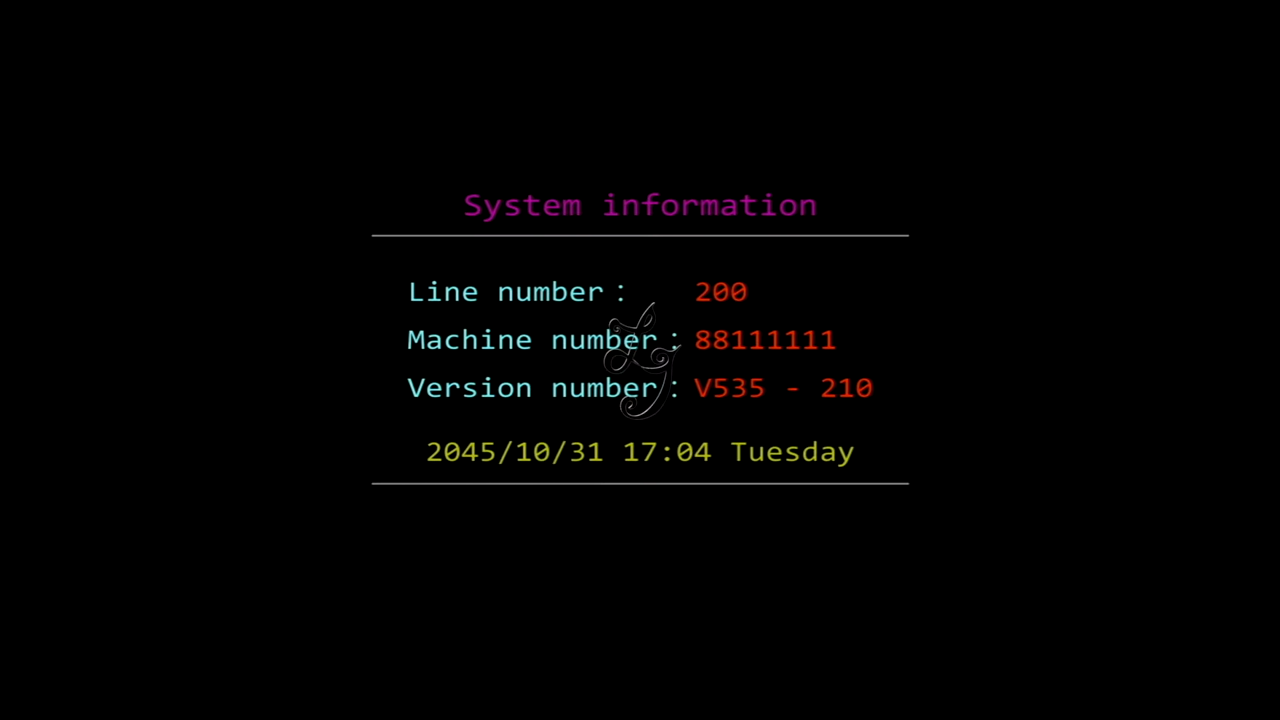 System information
Line number: 200
Machine number: 88111111
Version number: V535 - 210
2045/10/31 17:04 Tuesday